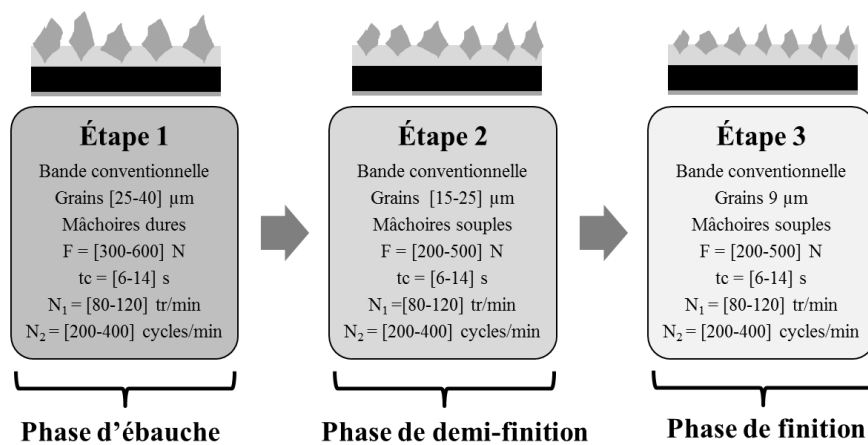 Étape 1
Bande conventionnelle
Grains [25-40] µm
Mâchoires dures
F = [300-600] N
tc = [6-14] s
N₁ = [80-120] tr/min
N₂ = [200-400] cycles/min
Phase d’ébauche
Étape 2
Bande conventionnelle
Grains [15-25] µm
Mâchoires souples
F = [200-500] N
tc = [6-14] s
N₁ =[80-120] tr/min
N₂ = [200-400] cycles/min
Phase de demi-finition
Étape 3
Bande conventionnelle
Grains 9 µm
Mâchoires souples
F = [200-500] N
tc = [6-14] s
N₁ = [80-120] tr/min
N₂ = [200-400] cycles/min
Phase de finition